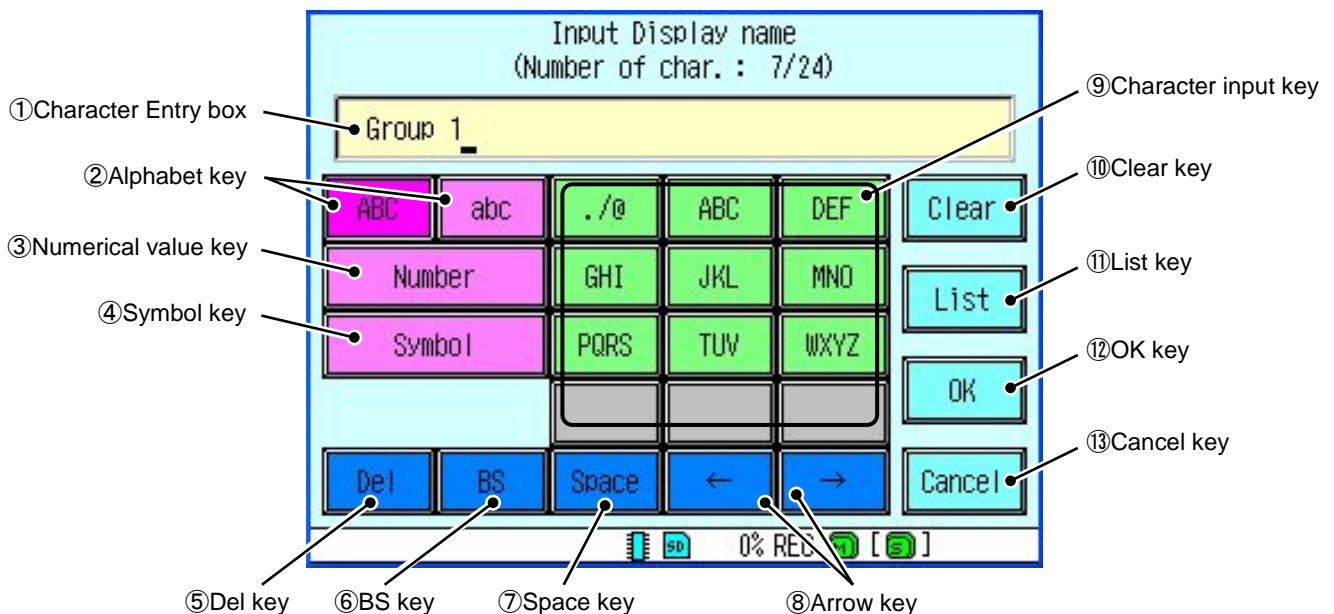 Input Display name
(Number of char. : 7/24)
⑨Character input key
①Character Entry box
Group 1_
②Alphabet key
⑩Clear key
ABC abc ./@ ABC DEF Clear
③Numerical value key
⑪List key
Number GHI JKL MNO List
④Symbol key
Symbol PQRS TUV WXYZ
⑫OK key
OK
⑬Cancel key
Del BS Space ← → Cancel
SD 0% REC [ S ]
⑤Del key ⑥BS key ⑦Space key ⑧Arrow key